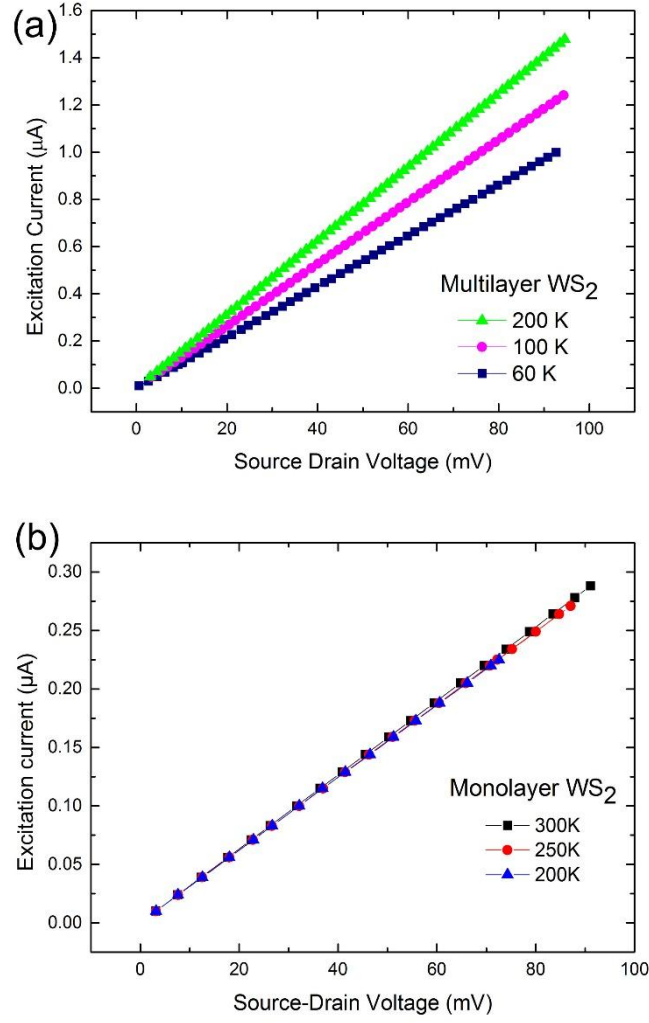 (a)
1.6
1.4
1.2
1.0
0.8
0.6
0.4
0.2
0.0
Excitation Current (μA)
Multilayer WS2
200 K
100 K
60 K
0 20 40 60 80 100
Source Drain Voltage (mV)
(b)
0.30
0.25
0.20
0.15
0.10
0.05
0.00
Excitation current (μA)
Monolayer WS2
300K
250K
200K
0 20 40 60 80 100
Source-Drain Voltage (mV)